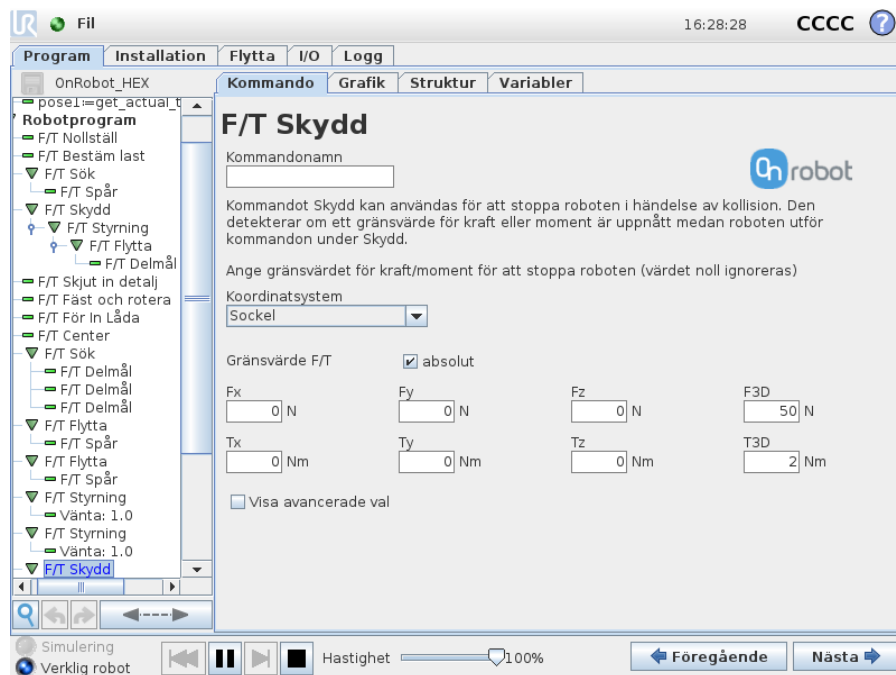 Fil 16:28:28 CCCC ?
Program Installation Flytta I/O Logg
OnRobot_HEX
Kommando Grafik Struktur Variabler
pose1:=get_actual_t
Robotprogram
F/T Nollställ
F/T Bestäm last
F/T Sök
F/T Spår
F/T Skydd
F/T Styrning
F/T Flytta
F/T Delmål
F/T Skjut in detalj
F/T Fäst och rotera
F/T För In Låda
F/T Center
F/T Sök
F/T Delmål
F/T Delmål
F/T Delmål
F/T Flytta
F/T Spår
F/T Flytta
F/T Spår
F/T Styrning
Vänta: 1.0
F/T Styrning
Vänta: 1.0
F/T Skydd
F/T Skydd
Kommandonamn
On robot
Kommandot Skydd kan användas för att stoppa roboten i händelse av kollision. Den
detekterar om ett gränsvärde för kraft eller moment är uppnått medan roboten utför
kommandon under Skydd.
Ange gränsvärdet för kraft/moment för att stoppa roboten (värdet noll ignoreras)
Koordinatsystem
Sockel
Gränsvärde F/T absolut
Fx Fy Fz F3D
0 N 0 N 0 N 50 N
Tx Ty Tz T3D
0 Nm 0 Nm 0 Nm 2 Nm
Visa avancerade val
Simulering
Verklig robot
Hastighet 100%
Föregående Nästa